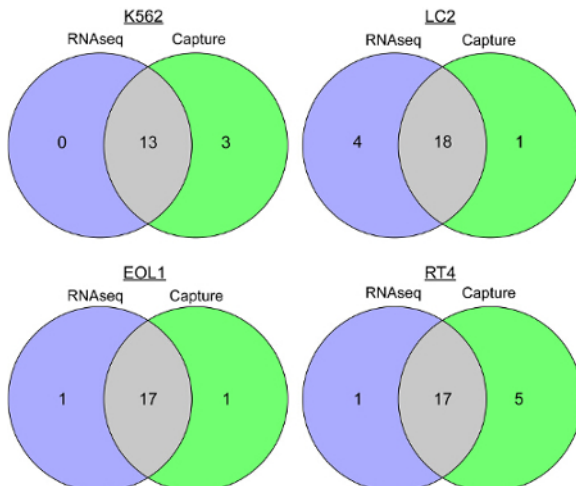 K562
RNAseq Capture
0 13 3
LC2
RNAseq Capture
4 18 1
EOL1
RNAseq Capture
1 17 1
RT4
RNAseq Capture
1 17 5